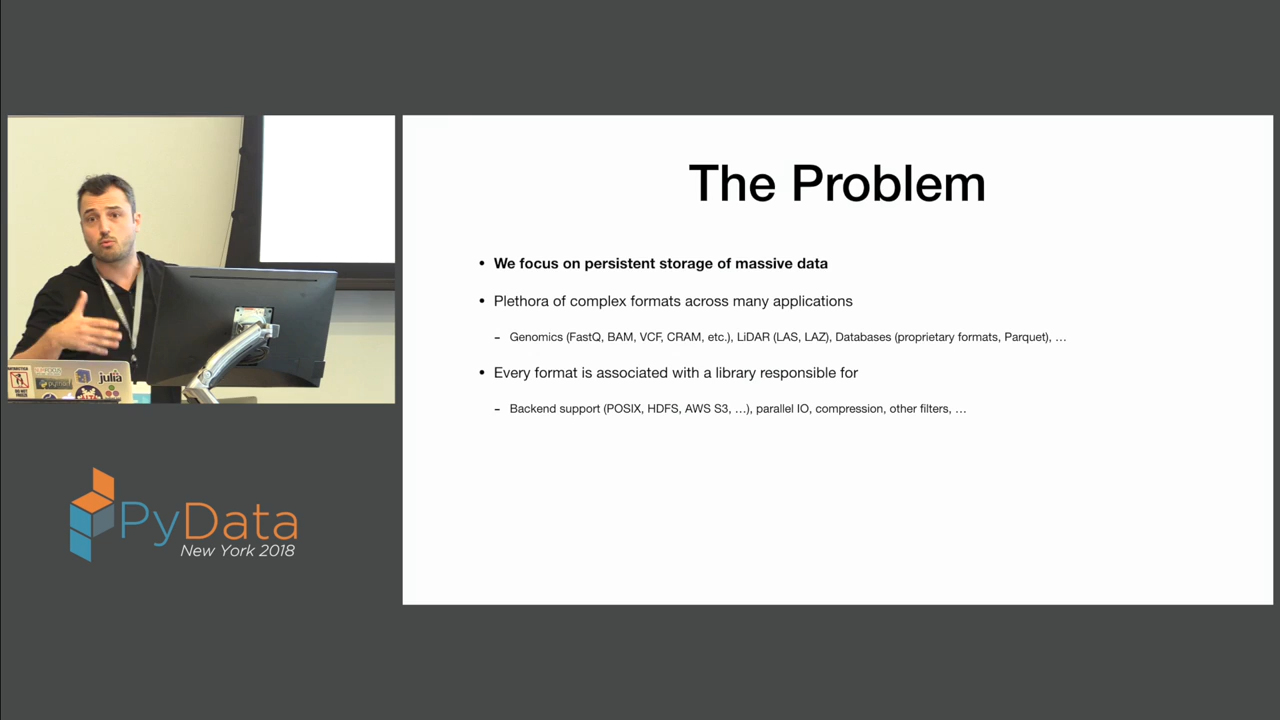 The Problem
• We focus on persistent storage of massive data
• Plethora of complex formats across many applications
– Genomics (FastQ, BAM, VCF, CRAM, etc.), LiDAR (LAS, LAZ), Databases (proprietary formats, Parquet), …
• Every format is associated with a library responsible for
– Backend support (POSIX, HDFS, AWS S3, …), parallel IO, compression, other filters, …
julia
PyData
New York 2018